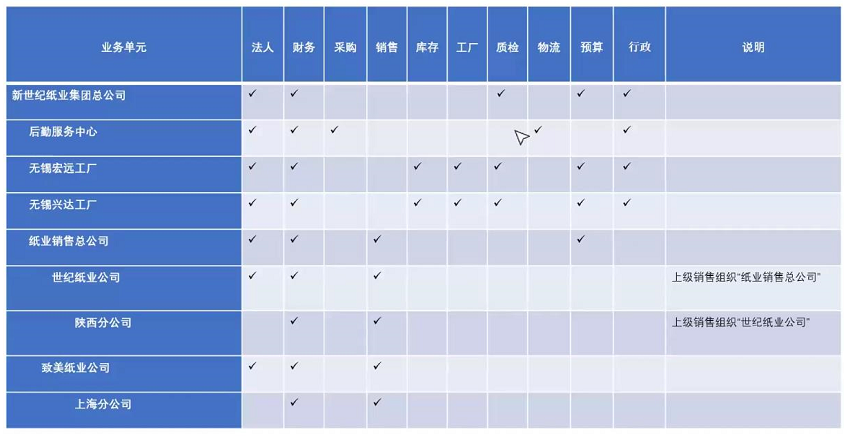 业务单元 法人 财务 采购 销售 库存 工厂 质检 物流 预算 行政 说明
新世纪纸业集团总公司 ✓ ✓ ✓ ✓ ✓
后勤服务中心 ✓ ✓ ✓ ✓ ✓
无锡宏远工厂 ✓ ✓ ✓ ✓ ✓ ✓ ✓
无锡兴达工厂 ✓ ✓ ✓ ✓ ✓ ✓ ✓
纸业销售总公司 ✓ ✓ ✓ ✓
世纪纸业公司 ✓ ✓ ✓ 上级销售组织“纸业销售总公司”
陕西分公司 ✓ ✓ 上级销售组织“世纪纸业公司”
致美纸业公司 ✓ ✓ ✓
上海分公司 ✓ ✓